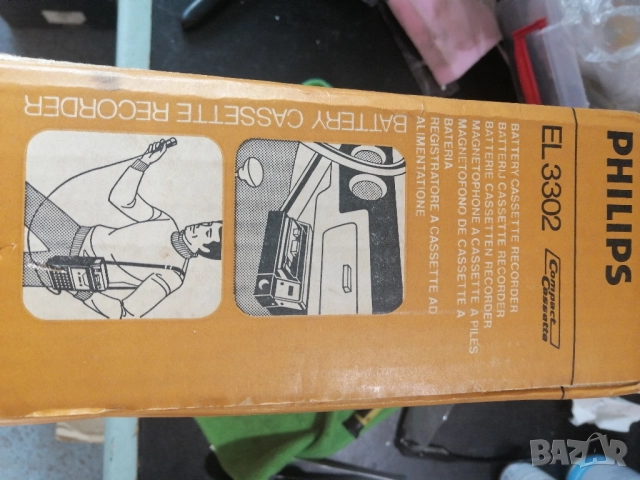 PHILIPS
EL 3302
Compact Cassette
BATTERY CASSETTE RECORDER
BATTERIJ CASSETTE RECORDER
BATTERIE CASSETTEN RECORDER
MAGNETOPHONE A CASSETTE A PILES
MAGNETOFONO DE CASSETTE A
BATERIA
REGISTRATORE A CASSETTE AD
ALIMENTATIONE
BATTERY CASSETTE RECORDER
BAZAR